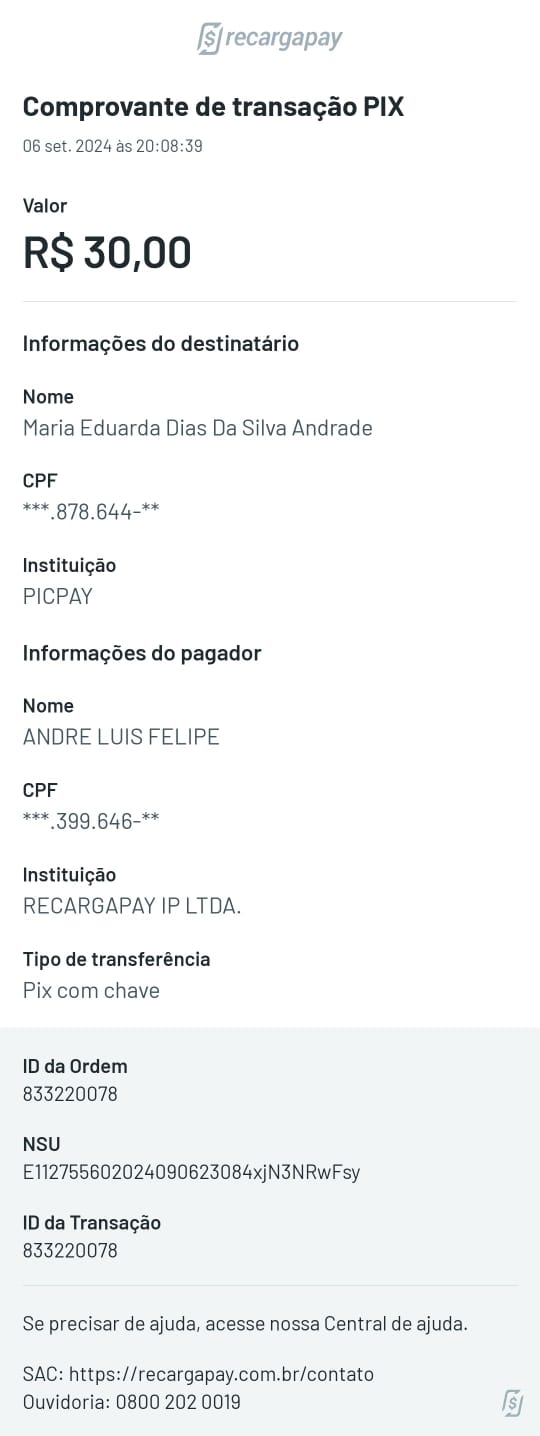 recargapay
Comprovante de transação PIX
06 set. 2024 às 20:08:39
Valor
R$ 30,00
Informações do destinatário
Nome
Maria Eduarda Dias Da Silva Andrade
CPF
***.878.644-**
Instituição
PICPAY
Informações do pagador
Nome
ANDRE LUIS FELIPE
CPF
***.399.646-**
Instituição
RECARGAPAY IP LTDA.
Tipo de transferência
Pix com chave
ID da Ordem
833220078
NSU
E11275560202409062​3084xjN3NRwFsy
ID da Transação
833220078
Se precisar de ajuda, acesse nossa Central de ajuda.
SAC: https://recargapay.com.br/contato
Ouvidoria: 0800 202 0019